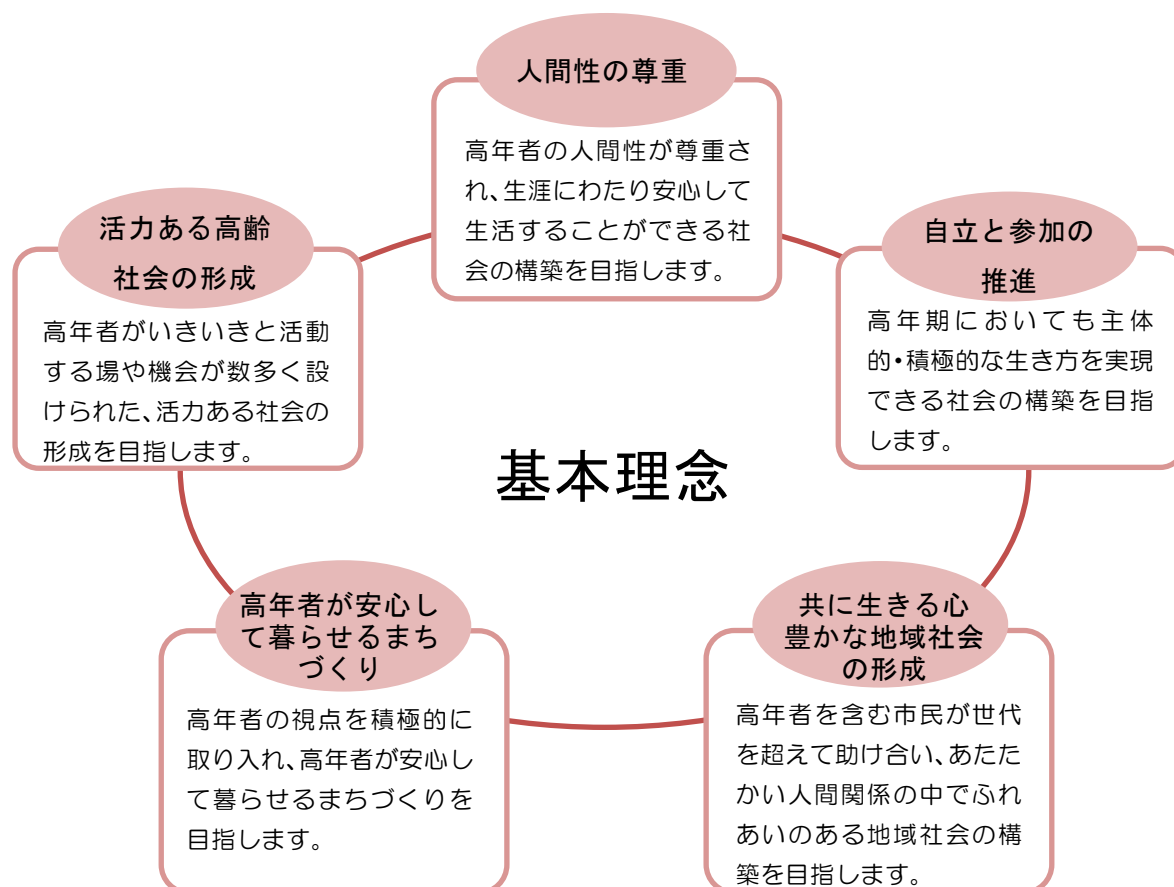 人間性の尊重
高年者の人間性が尊重さ
れ、生涯にわたり安心して
生活することができる社
会の構築を目指します。
活力ある高齢
社会の形成
高年者がいきいきと活動
する場や機会が数多く設
けられた、活力ある社会の
形成を目指します。
自立と参加の
推進
高年期においても主体
的・積極的な生き方を実現
できる社会の構築を目指
します。
基本理念
高年者が安心し
て暮らせるまち
づくり
高年者の視点を積極的に
取り入れ、高年者が安心し
て暮らせるまちづくりを
目指します。
共に生きる心
豊かな地域社会
の形成
高年者を含む市民が世代
を超えて助け合い、あたた
かい人間関係の中でふれ
あいのある地域社会の構
築を目指します。